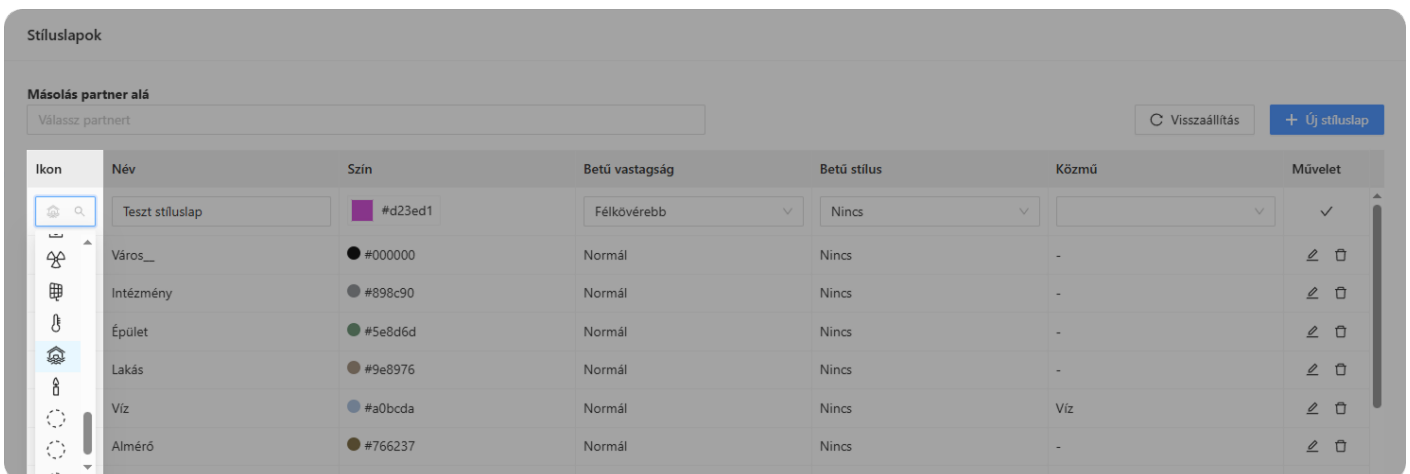 Stíluslapok
Másolás partner alá
Válassz partnert
Visszaállítás
Új stíluslap
Ikon Név Szín Betű vastagság Betű stílus Közmű Művelet
Teszt stíluslap #d23ed1 Félkövérebb Nincs
Város__ #000000 Normál Nincs -
Intézmény #898c90 Normál Nincs -
Épület #5e8d6d Normál Nincs -
Lakás #9e8976 Normál Nincs -
Víz #a0bcda Normál Nincs Víz
Almérő #766237 Normál Nincs -